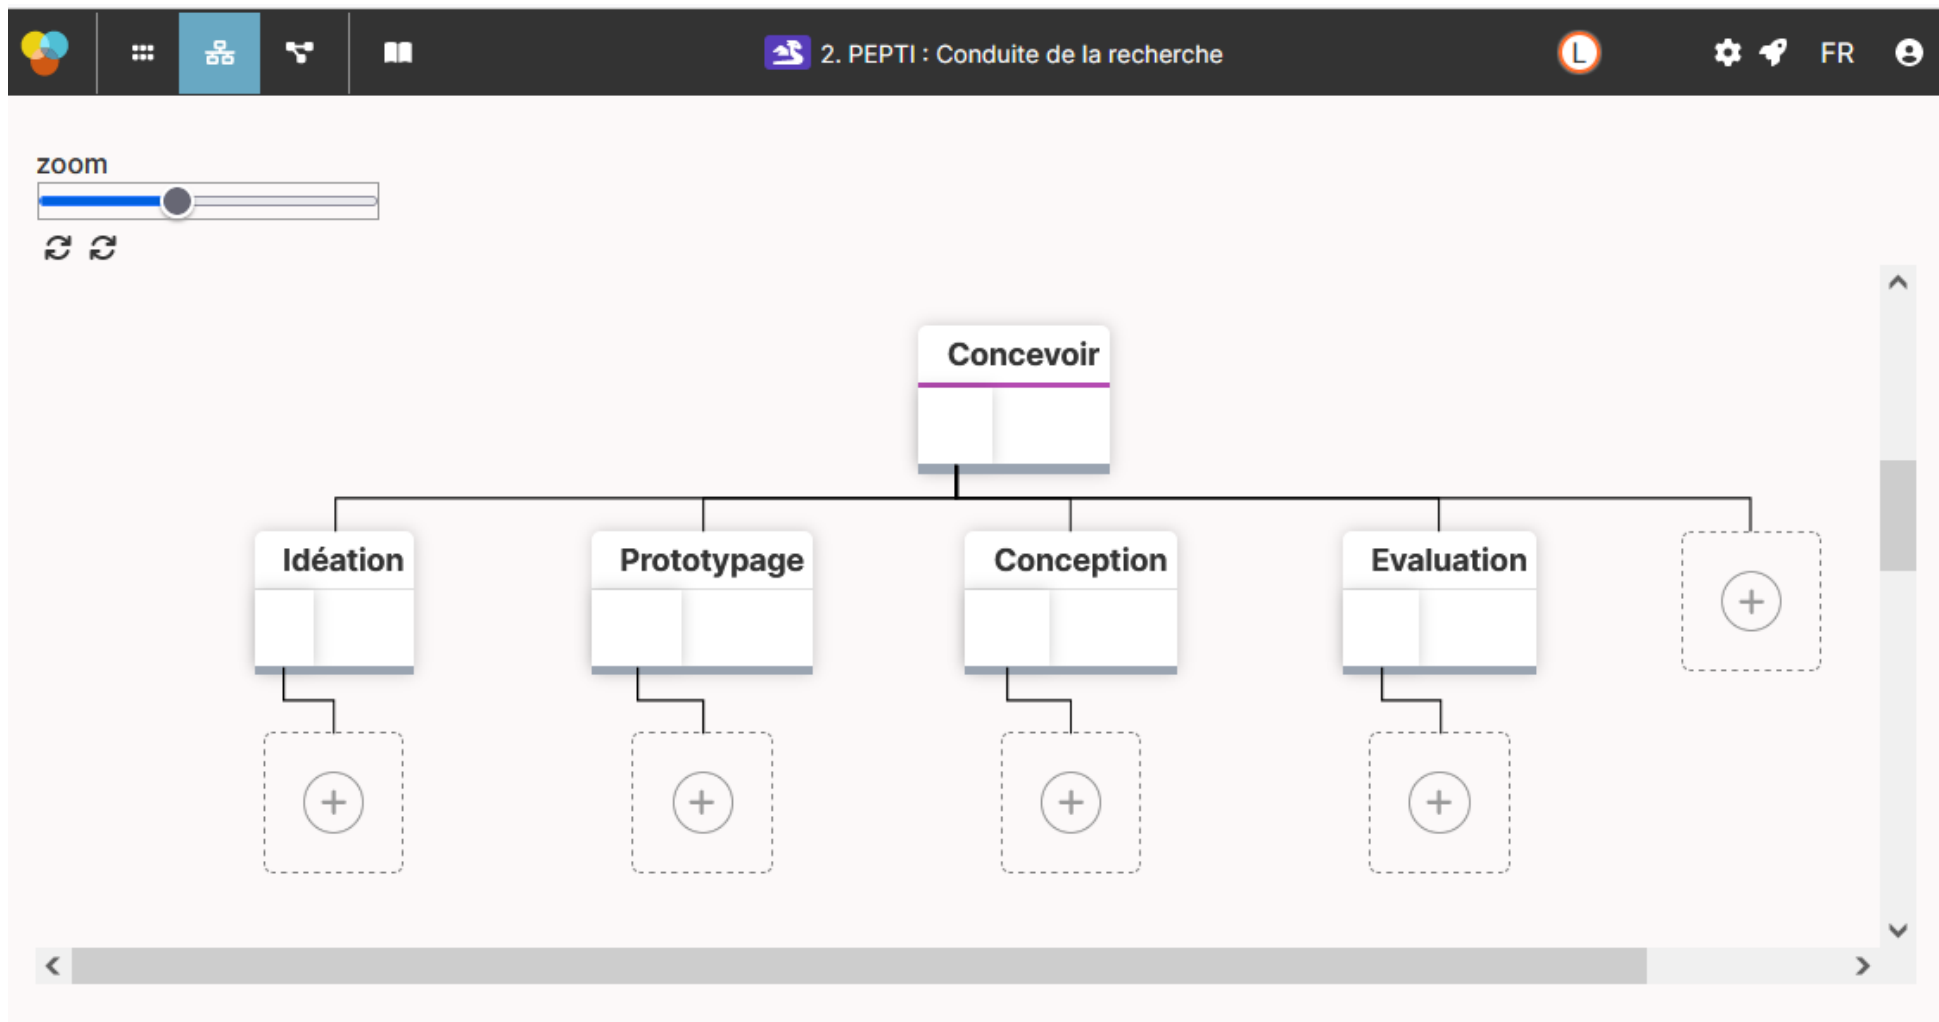 2. PEPTI : Conduite de la recherche
L
FR
zoom
Concevoir
Idéation
Prototypage
Conception
Evaluation